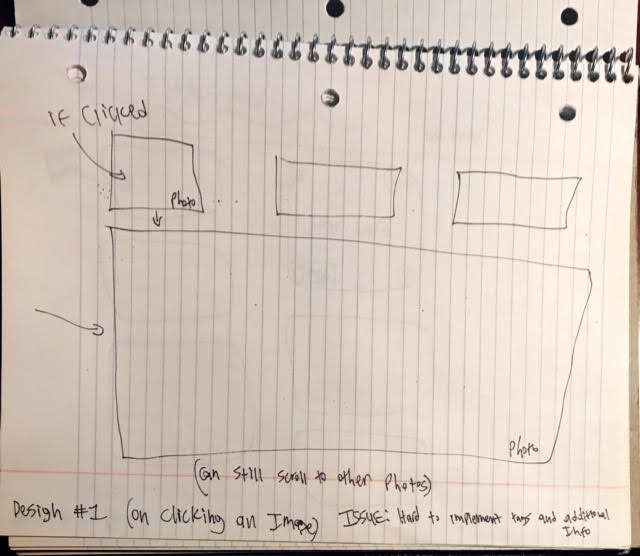 IF Clicked
Photo
Photo
(Can still scroll to other Photos)
Design #1 (on clicking an Image) ISSUE: Hard to implement tags and additional
Info